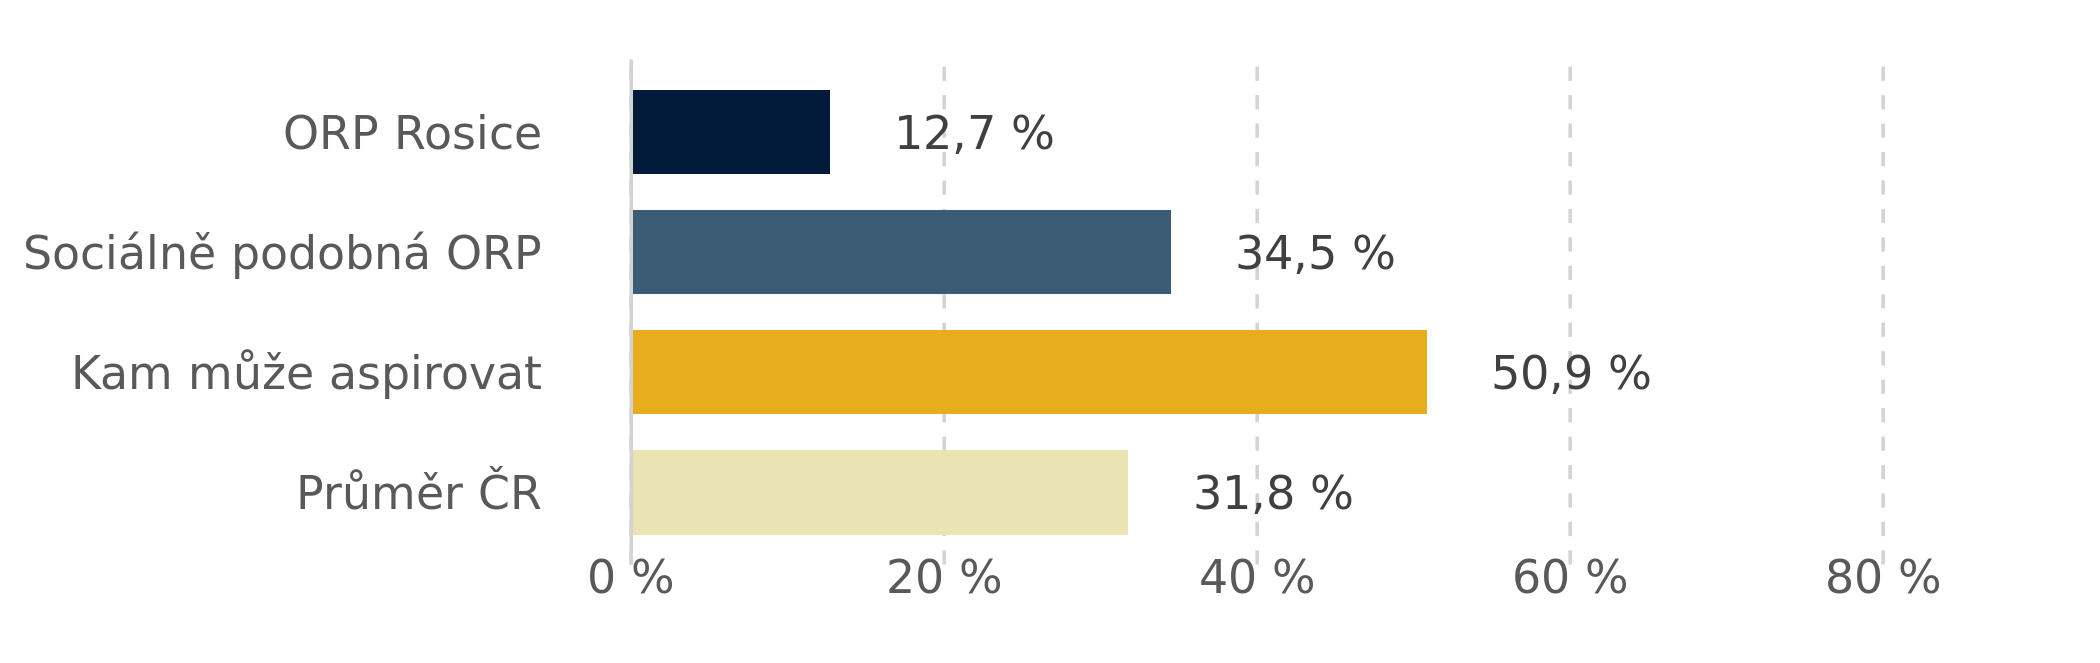 ORP Rosice 12,7 %
Sociálně podobná ORP 34,5 %
Kam může aspirovat 50,9 %
Průměr ČR 31,8 %
0 % 20 % 40 % 60 % 80 %